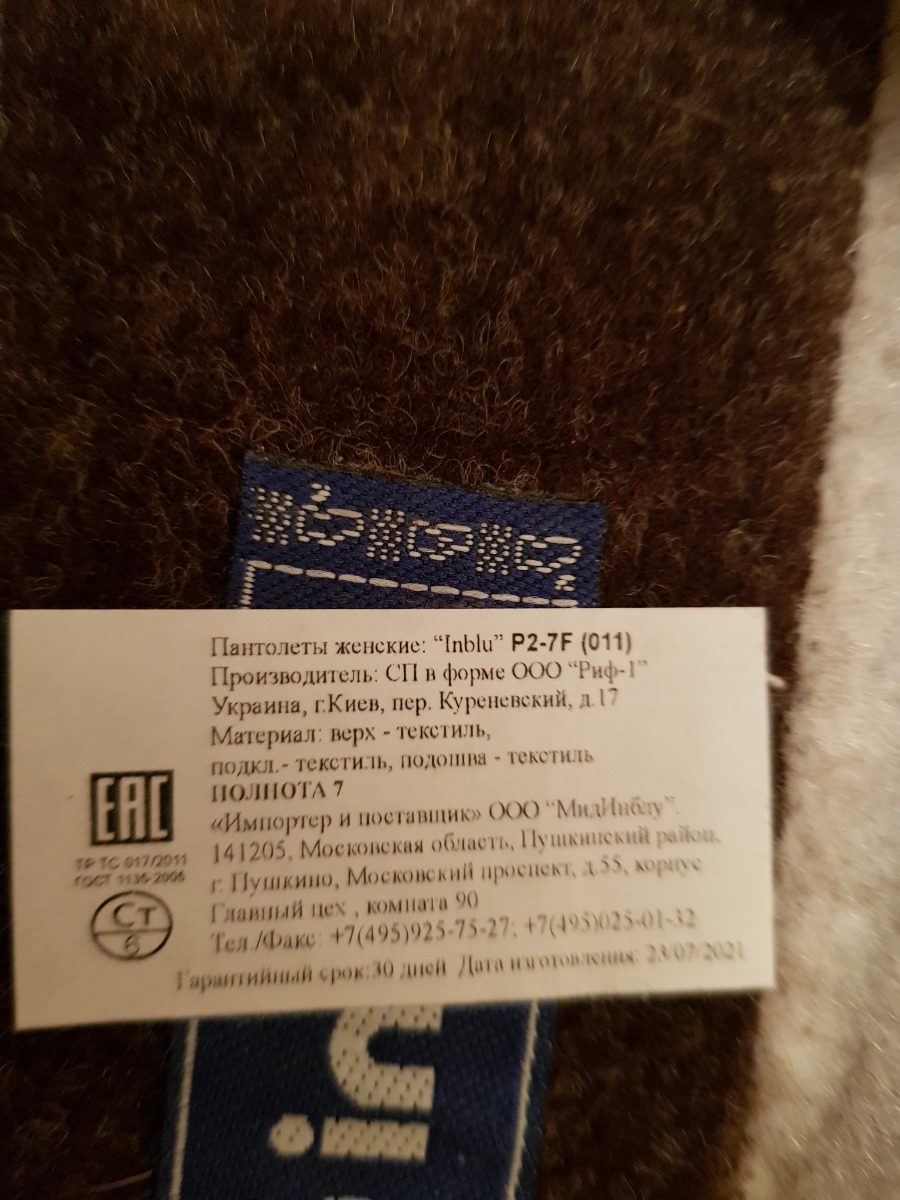 Пантолеты женские: “Inblu” P2-7F (011)
Производитель: СП в форме ООО “Риф-1”
Украина, г.Киев, пер. Куреневский, д.17
Материал: верх - текстиль,
подкл.- текстиль, подошва - текстиль
ПОЛНОТА 7
«Импортер и поставщик» ООО “МидИнблу”.
141205, Московская область, Пушкинский район,
г. Пушкино, Московский проспект, д.55, корпус
Главный цех , комната 90
Тел./Факс: +7(495)925-75-27; +7(495)025-01-32
Гарантийный срок:30 дней Дата изготовления: 23/07/2021
EAC
ТР ТС 017/2011
ГОСТ 1135-2005
СТ
6
in